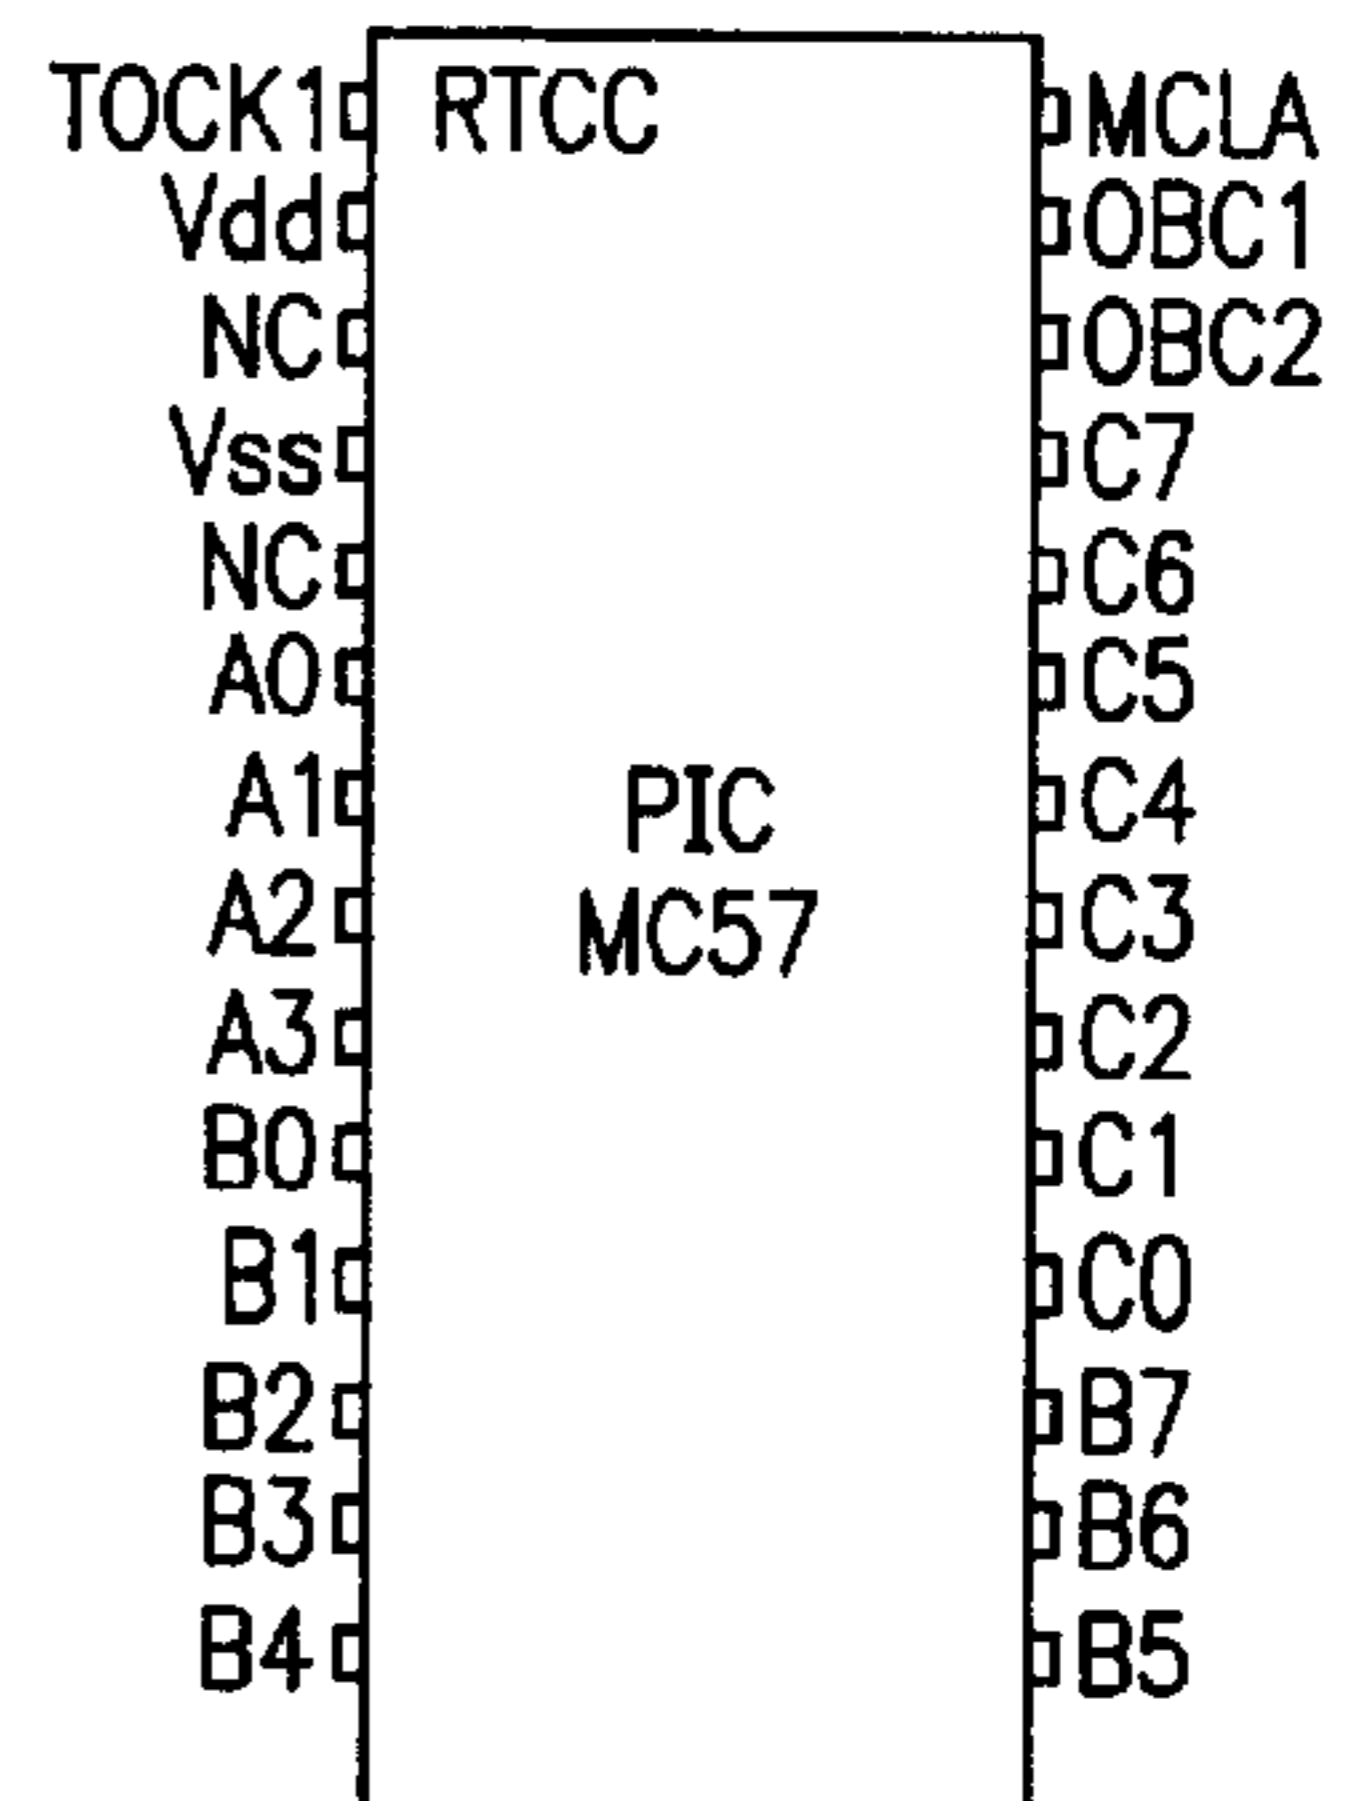 TOCK1 RTCC MCLA
Vdd OBC1
NC OBC2
Vss C7
NC C6
A0 C5
A1 C4
PIC
A2 C3
MC57
A3 C2
B0 C1
B1 C0
B2 B7
B3 B6
B4 B5